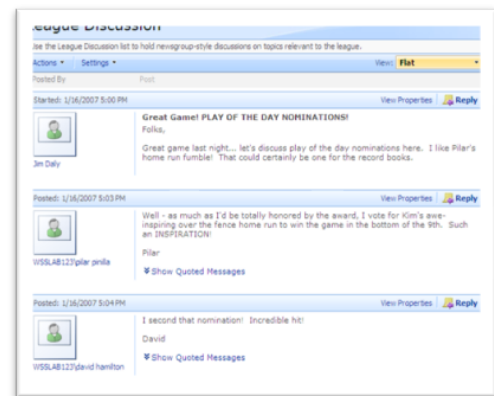 League Discussion
Use the League Discussion list to hold newsgroup-style discussions on topics relevant to the league.
Actions Settings View: Flat
Posted By Post
Started: 1/16/2007 5:00 PM View Properties Reply
Great Game! PLAY OF THE DAY NOMINATIONS!
Folks,
Great game last night... let's discuss play of the day nominations here. I like Pilar's
home run fumble! That could certainly be one for the record books.
Jim Daly
Posted: 1/16/2007 5:03 PM View Properties Reply
Well - as much as I'd be totally honored by the award, I vote for Kim's awe-
inspiring over the fence home run to win the game in the bottom of the 9th. Such
an INSPIRATION!
Pilar
WSSLAB123\pilar pinilla
Show Quoted Messages
Posted: 1/16/2007 5:04 PM View Properties Reply
I second that nomination! Incredible hit!
David
Show Quoted Messages
WSSLAB123\david hamilton